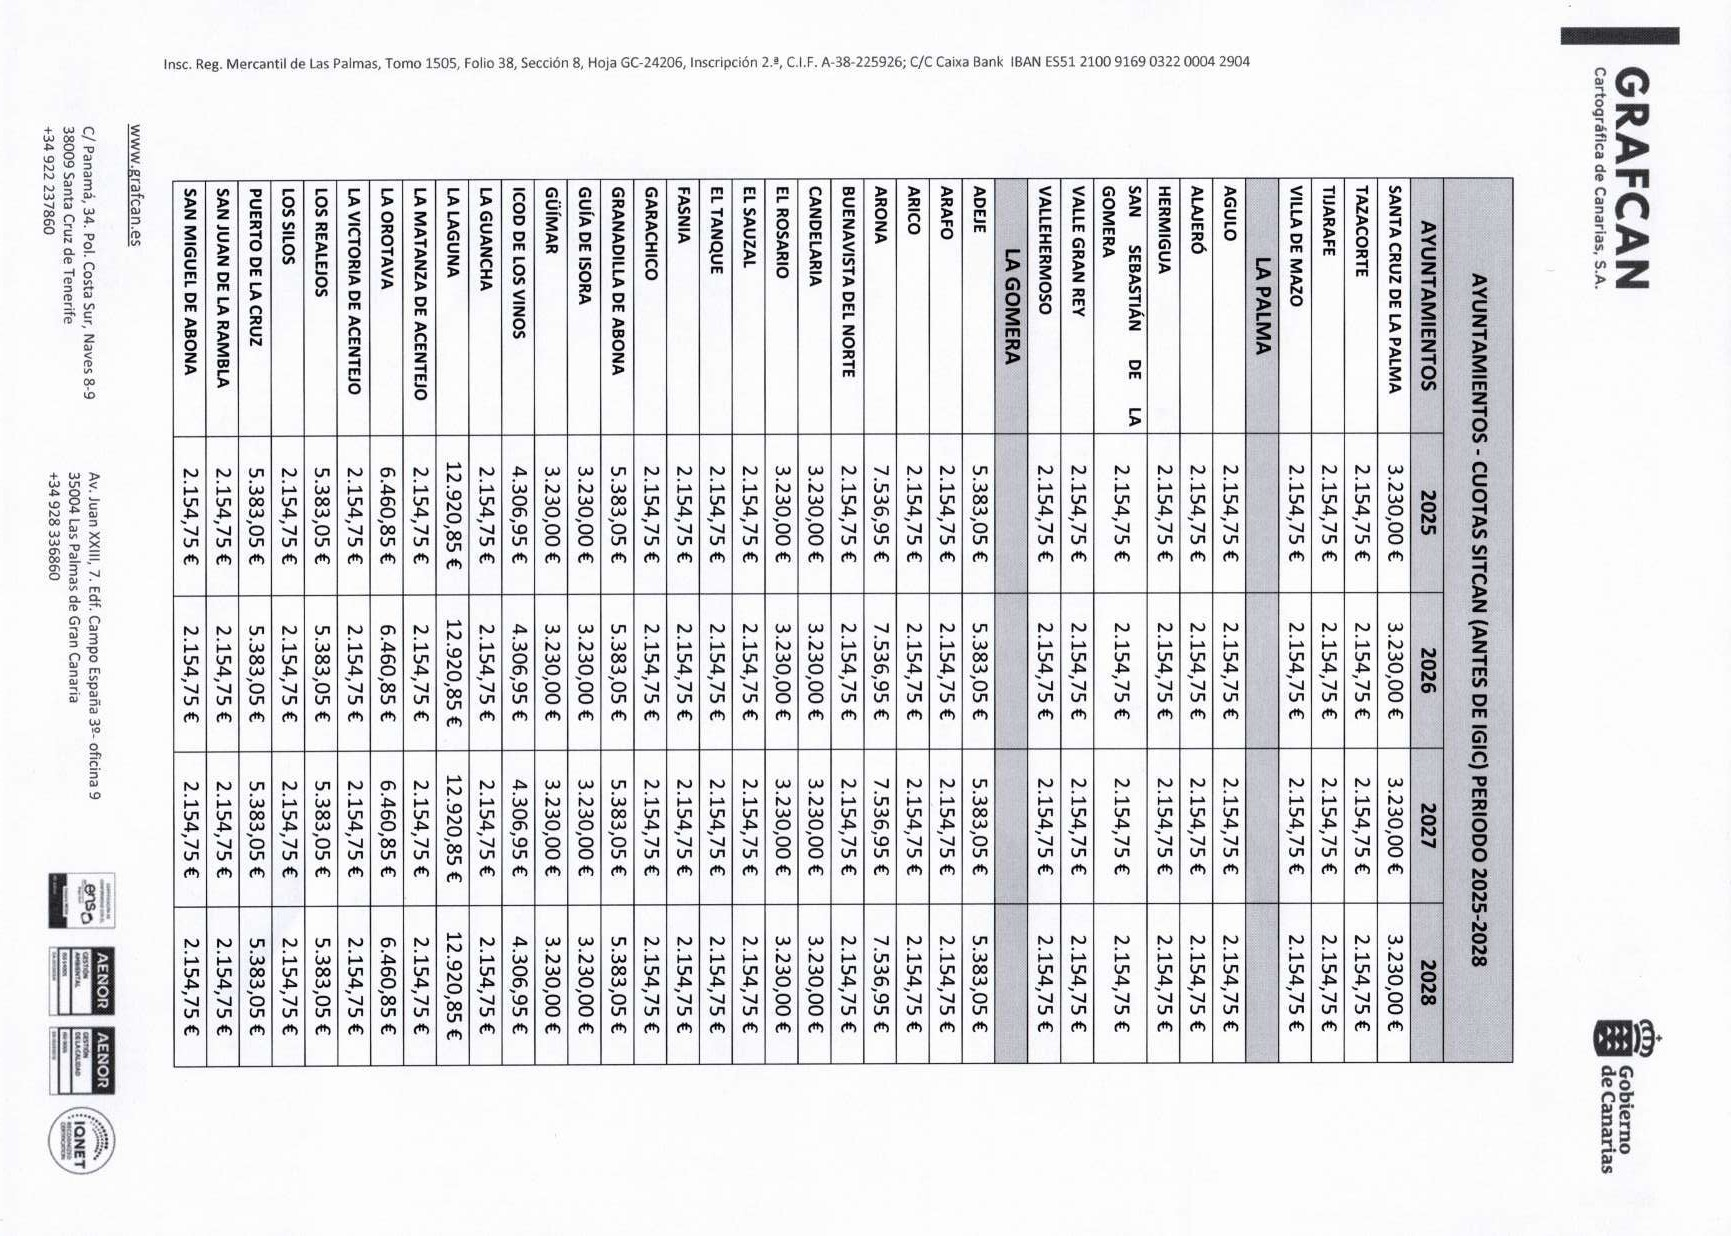 GRAFCAN
Cartográfica de Canarias, S.A.
Gobierno
de Canarias
AYUNTAMIENTOS - CUOTAS SITCAN (ANTES DE IGIC) PERIODO 2025-2028
AYUNTAMIENTOS 2025 2026 2027 2028
SANTA CRUZ DE LA PALMA 3.230,00 € 3.230,00 € 3.230,00 € 3.230,00 €
TAZACORTE 2.154,75 € 2.154,75 € 2.154,75 € 2.154,75 €
TIJARAFE 2.154,75 € 2.154,75 € 2.154,75 € 2.154,75 €
VILLA DE MAZO 2.154,75 € 2.154,75 € 2.154,75 € 2.154,75 €
LA PALMA
AGULO 2.154,75 € 2.154,75 € 2.154,75 € 2.154,75 €
ALAJERÓ 2.154,75 € 2.154,75 € 2.154,75 € 2.154,75 €
HERMIGUA 2.154,75 € 2.154,75 € 2.154,75 € 2.154,75 €
SAN SEBASTIÁN DE LA
GOMERA 2.154,75 € 2.154,75 € 2.154,75 € 2.154,75 €
VALLE GRAN REY 2.154,75 € 2.154,75 € 2.154,75 € 2.154,75 €
VALLEHERMOSO 2.154,75 € 2.154,75 € 2.154,75 € 2.154,75 €
LA GOMERA
ADEJE 5.383,05 € 5.383,05 € 5.383,05 € 5.383,05 €
ARAFO 2.154,75 € 2.154,75 € 2.154,75 € 2.154,75 €
ARICO 2.154,75 € 2.154,75 € 2.154,75 € 2.154,75 €
ARONA 7.536,95 € 7.536,95 € 7.536,95 € 7.536,95 €
BUENAVISTA DEL NORTE 2.154,75 € 2.154,75 € 2.154,75 € 2.154,75 €
CANDELARIA 3.230,00 € 3.230,00 € 3.230,00 € 3.230,00 €
EL ROSARIO 3.230,00 € 3.230,00 € 3.230,00 € 3.230,00 €
EL SAUZAL 2.154,75 € 2.154,75 € 2.154,75 € 2.154,75 €
EL TANQUE 2.154,75 € 2.154,75 € 2.154,75 € 2.154,75 €
FASNIA 2.154,75 € 2.154,75 € 2.154,75 € 2.154,75 €
GARACHICO 2.154,75 € 2.154,75 € 2.154,75 € 2.154,75 €
GRANADILLA DE ABONA 5.383,05 € 5.383,05 € 5.383,05 € 5.383,05 €
GUÍA DE ISORA 3.230,00 € 3.230,00 € 3.230,00 € 3.230,00 €
GÜÍMAR 3.230,00 € 3.230,00 € 3.230,00 € 3.230,00 €
ICOD DE LOS VINOS 4.306,95 € 4.306,95 € 4.306,95 € 4.306,95 €
LA GUANCHA 2.154,75 € 2.154,75 € 2.154,75 € 2.154,75 €
LA LAGUNA 12.920,85 € 12.920,85 € 12.920,85 € 12.920,85 €
LA MATANZA DE ACENTEJO 2.154,75 € 2.154,75 € 2.154,75 € 2.154,75 €
LA OROTAVA 6.460,85 € 6.460,85 € 6.460,85 € 6.460,85 €
LA VICTORIA DE ACENTEJO 2.154,75 € 2.154,75 € 2.154,75 € 2.154,75 €
LOS REALEJOS 5.383,05 € 5.383,05 € 5.383,05 € 5.383,05 €
LOS SILOS 2.154,75 € 2.154,75 € 2.154,75 € 2.154,75 €
PUERTO DE LA CRUZ 5.383,05 € 5.383,05 € 5.383,05 € 5.383,05 €
SAN JUAN DE LA RAMBLA 2.154,75 € 2.154,75 € 2.154,75 € 2.154,75 €
SAN MIGUEL DE ABONA 2.154,75 € 2.154,75 € 2.154,75 € 2.154,75 €
Insc. Reg. Mercantil de Las Palmas, Tomo 1505, Folio 38, Sección 8, Hoja GC-24206, Inscripción 2.ª, C.I.F. A-38-225926; C/C Caixa Bank IBAN ES51 2100 9169 0322 0004 2904
www.grafcan.es
C/ Panamá, 34. Pol. Costa Sur, Naves 8-9
38009 Santa Cruz de Tenerife
+34 922 237860
Av. Juan XXIII, 7. Edf. Campo España 3º- oficina 9
35004 Las Palmas de Gran Canaria
+34 928 336860
ens
AENOR
GESTIÓN
AMBIENTAL
AENOR
GESTIÓN
DE LA CALIDAD
IQNET